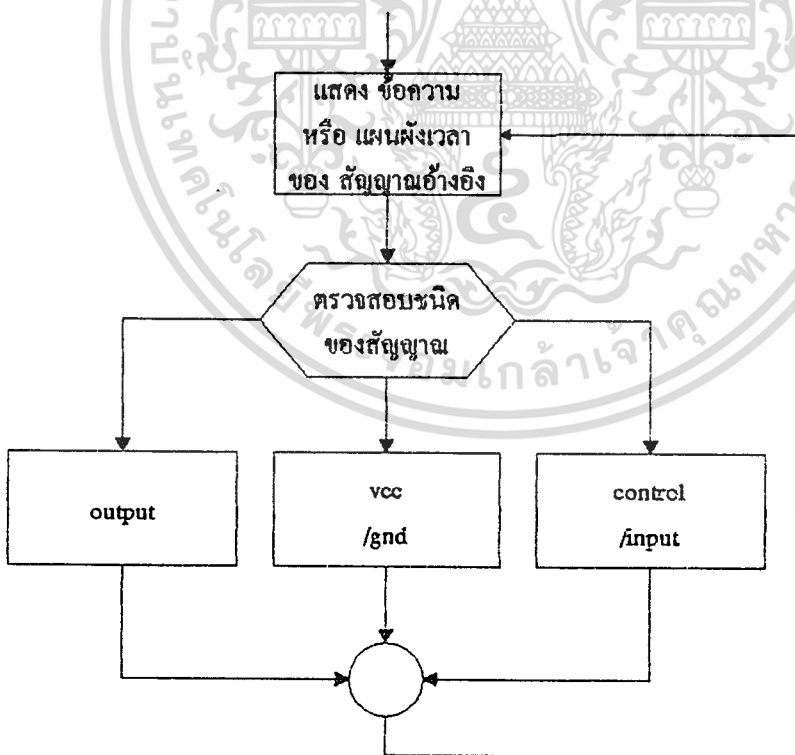 แสดง ข้อความ
หรือ แผนผังเวลา
ของ สัญญาณอ้างอิง
ตรวจสอบชนิด
ของสัญญาณ
output
vcc
/gnd
control
/input